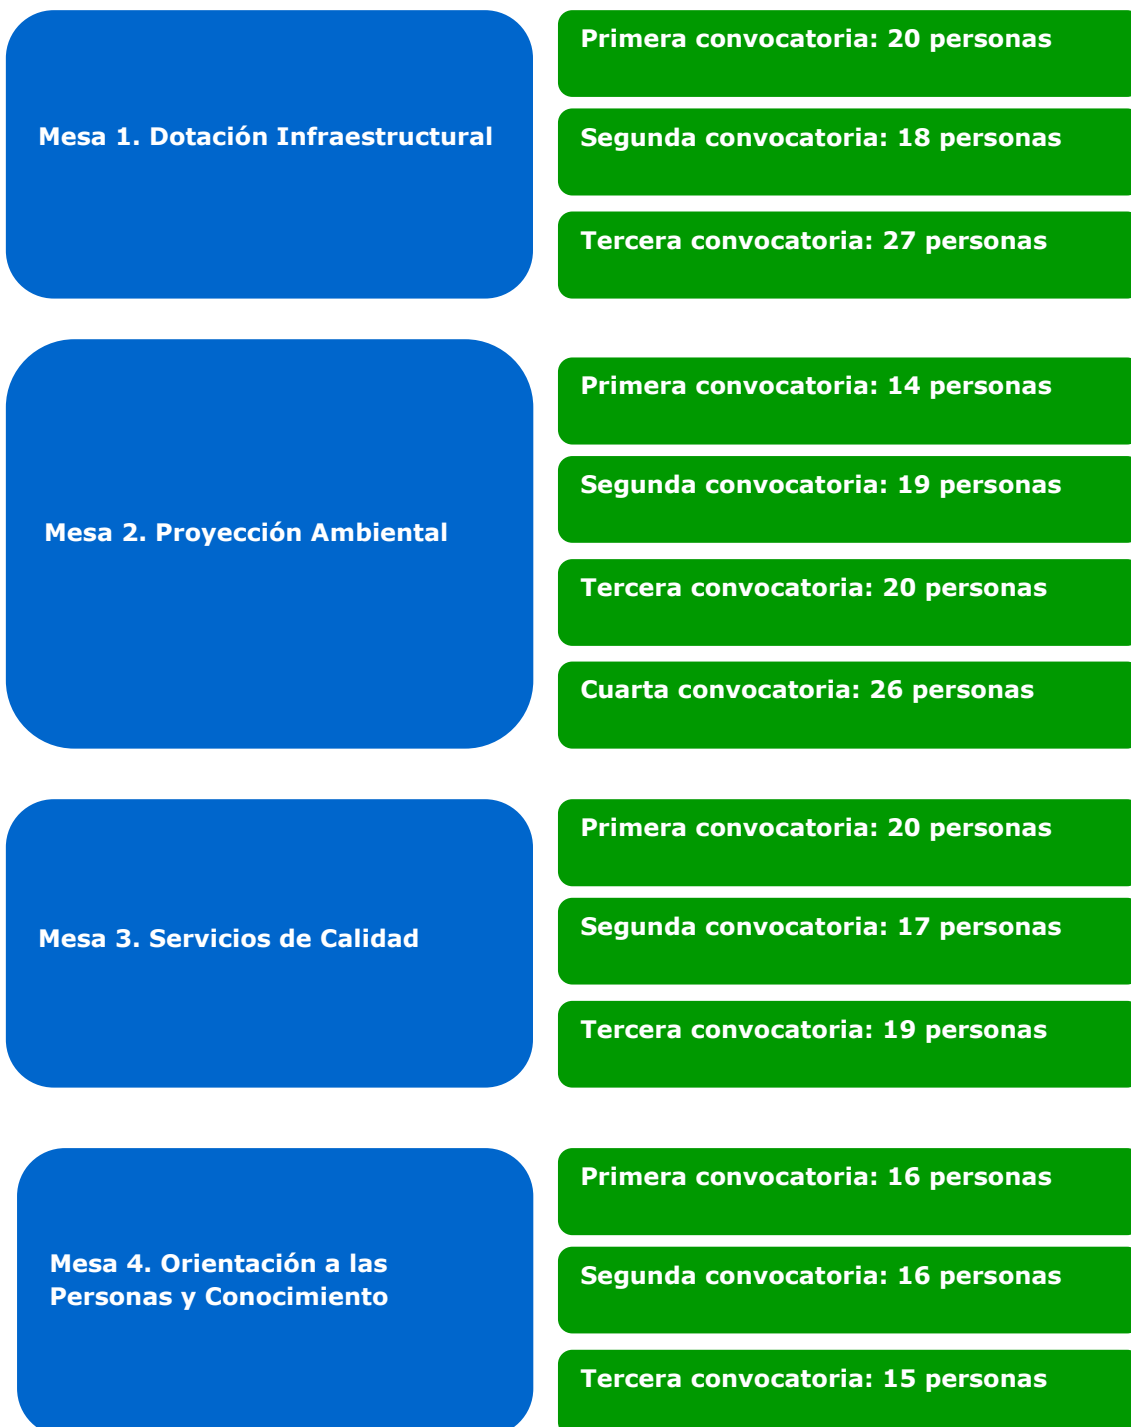 Mesa 1. Dotación Infraestructural
Primera convocatoria: 20 personas
Segunda convocatoria: 18 personas
Tercera convocatoria: 27 personas
Mesa 2. Proyección Ambiental
Primera convocatoria: 14 personas
Segunda convocatoria: 19 personas
Tercera convocatoria: 20 personas
Cuarta convocatoria: 26 personas
Mesa 3. Servicios de Calidad
Primera convocatoria: 20 personas
Segunda convocatoria: 17 personas
Tercera convocatoria: 19 personas
Mesa 4. Orientación a las
Personas y Conocimiento
Primera convocatoria: 16 personas
Segunda convocatoria: 16 personas
Tercera convocatoria: 15 personas